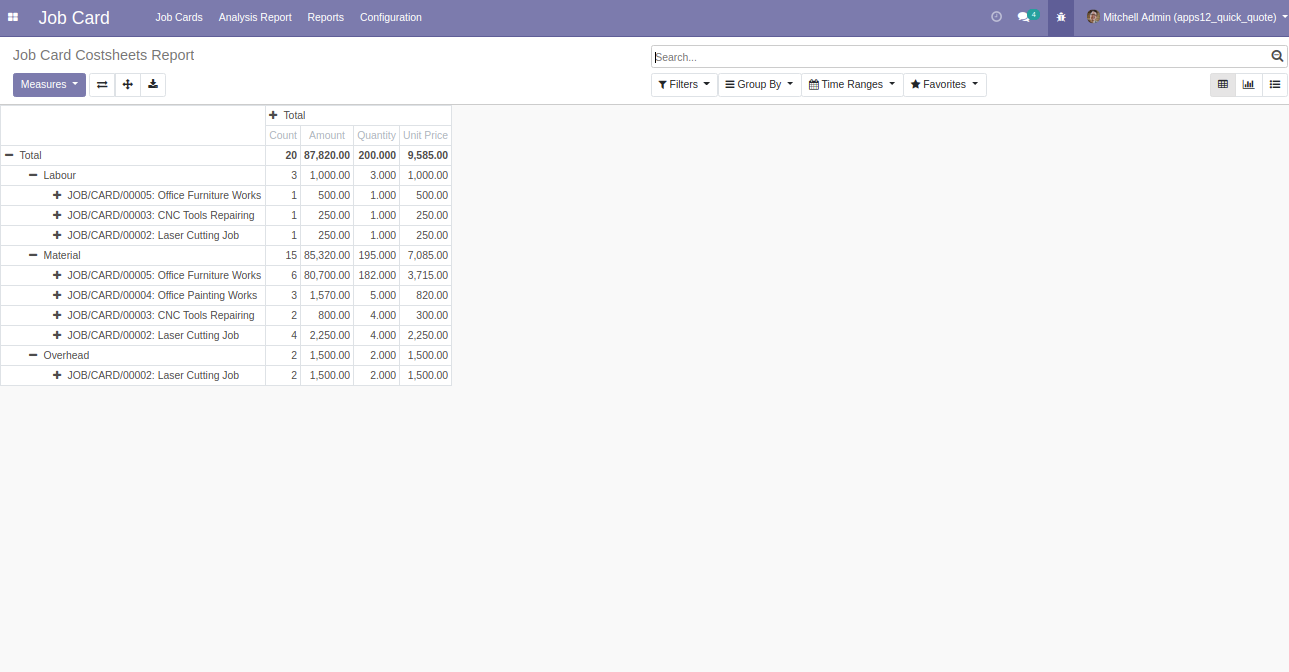 Job Card Job Cards Analysis Report Reports Configuration 4 Mitchell Admin (apps12_quick_quote)
Job Card Costsheets Report
Search...
Measures Filters Group By Time Ranges Favorites
Total
Count Amount Quantity Unit Price
Total 20 87,820.00 200.000 9,585.00
Labour 3 1,000.00 3.000 1,000.00
JOB/CARD/00005: Office Furniture Works 1 500.00 1.000 500.00
JOB/CARD/00003: CNC Tools Repairing 1 250.00 1.000 250.00
JOB/CARD/00002: Laser Cutting Job 1 250.00 1.000 250.00
Material 15 85,320.00 195.000 7,085.00
JOB/CARD/00005: Office Furniture Works 6 80,700.00 182.000 3,715.00
JOB/CARD/00004: Office Painting Works 3 1,570.00 5.000 820.00
JOB/CARD/00003: CNC Tools Repairing 2 800.00 4.000 300.00
JOB/CARD/00002: Laser Cutting Job 4 2,250.00 4.000 2,250.00
Overhead 2 1,500.00 2.000 1,500.00
JOB/CARD/00002: Laser Cutting Job 2 1,500.00 2.000 1,500.00